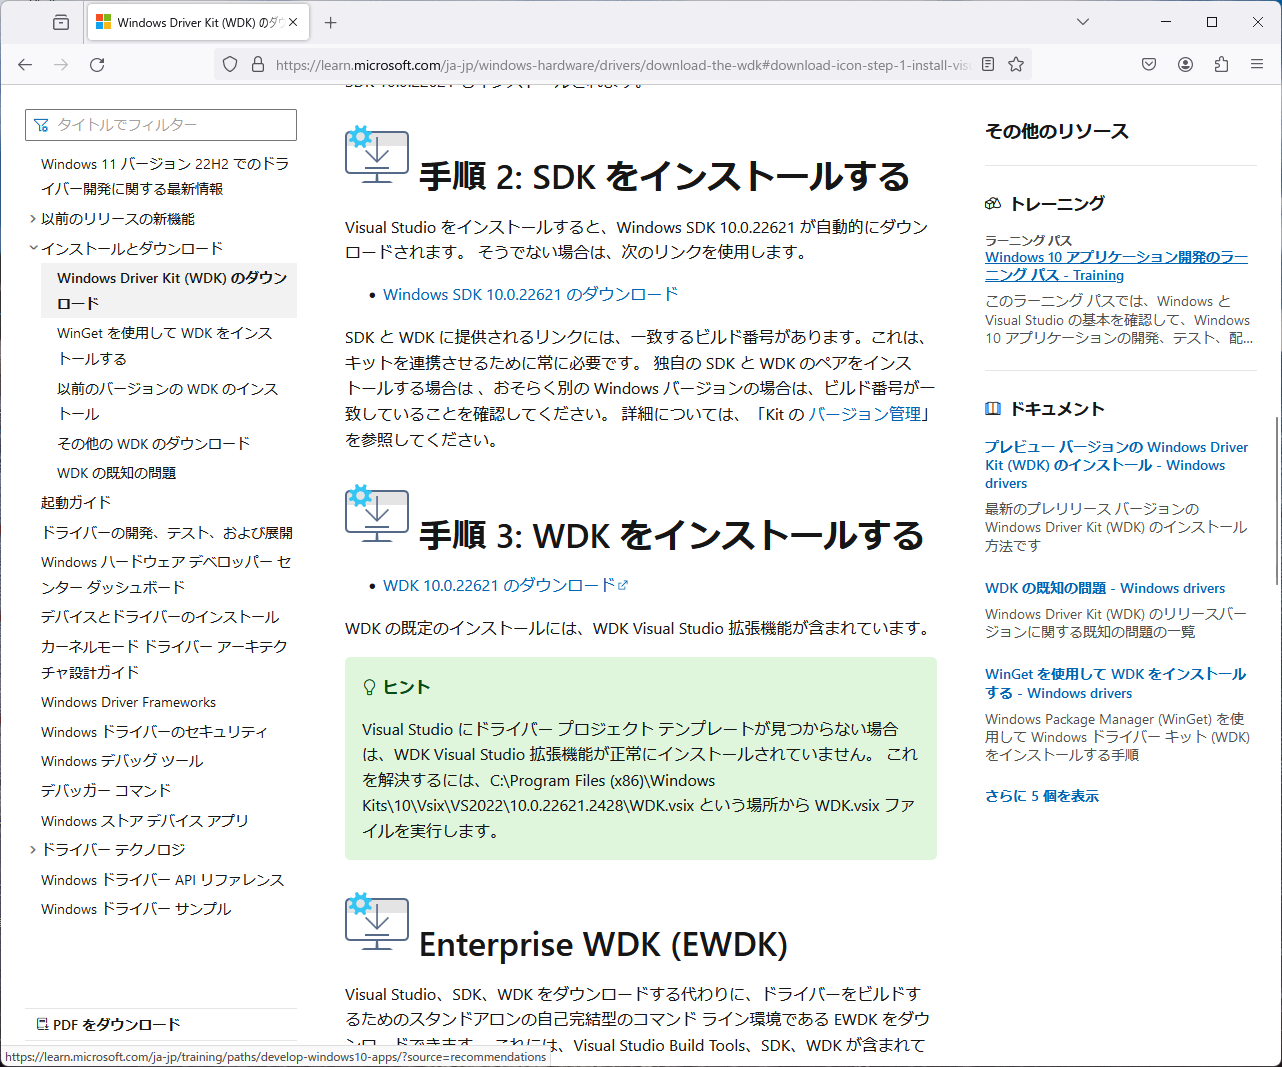 Windows Driver Kit (WDK) のダウ
https://learn.microsoft.com/ja-jp/windows-hardware/drivers/download-the-wdk#download-icon-step-1-install-vis
タイトルでフィルター
Windows 11 バージョン 22H2 でのドラ
イバー開発に関する最新情報
以前のリリースの新機能
インストールとダウンロード
Windows Driver Kit (WDK) のダウン
ロード
WinGet を使用して WDK をインス
トールする
以前のバージョンの WDK のインス
トール
その他の WDK のダウンロード
WDK の既知の問題
起動ガイド
ドライバーの開発、テスト、および展開
Windows ハードウェア デベロッパー セ
ンター ダッシュボード
デバイスとドライバーのインストール
カーネルモード ドライバー アーキテク
チャ設計ガイド
Windows Driver Frameworks
Windows ドライバーのセキュリティ
Windows デバッグ ツール
デバッガー コマンド
Windows ストア デバイス アプリ
ドライバー テクノロジ
Windows ドライバー API リファレンス
Windows ドライバー サンプル
PDF をダウンロード
手順 2: SDK をインストールする
Visual Studio をインストールすると、Windows SDK 10.0.22621 が自動的にダウン
ロードされます。 そうでない場合は、次のリンクを使用します。
• Windows SDK 10.0.22621 のダウンロード
SDK と WDK に提供されるリンクには、一致するビルド番号があります。これは、
キットを連携させるために常に必要です。 独自の SDK と WDK のペアをインス
トールする場合は 、おそらく別の Windows バージョンの場合は、ビルド番号が一
致していることを確認してください。 詳細については、「Kit の バージョン管理」
を参照してください。
手順 3: WDK をインストールする
• WDK 10.0.22621 のダウンロード
WDK の既定のインストールには、WDK Visual Studio 拡張機能が含まれています。
ヒント
Visual Studio にドライバー プロジェクト テンプレートが見つからない場合
は、WDK Visual Studio 拡張機能が正常にインストールされていません。 これ
を解決するには、C:\Program Files (x86)\Windows
Kits\10\Vsix\VS2022\10.0.22621.2428\WDK.vsix という場所から WDK.vsix ファ
イルを実行します。
Enterprise WDK (EWDK)
Visual Studio、SDK、WDK をダウンロードする代わりに、ドライバーをビルドす
るためのスタンドアロンの自己完結型のコマンド ライン環境である EWDK をダウ
ンロードできます。 これには、Visual Studio Build Tools、SDK、WDK が含まれて
その他のリソース
トレーニング
ラーニング パス
Windows 10 アプリケーション開発のラー
ニング パス - Training
このラーニング パスでは、Windows と
Visual Studio の基本を確認して、Windows
10 アプリケーションの開発、テスト、配...
ドキュメント
プレビュー バージョンの Windows Driver
Kit (WDK) のインストール - Windows
drivers
最新のプレリリース バージョンの
Windows Driver Kit (WDK) のインストール
方法です
WDK の既知の問題 - Windows drivers
Windows Driver Kit (WDK) のリリースバー
ジョンに関する既知の問題の一覧
WinGet を使用して WDK をインストール
する - Windows drivers
Windows Package Manager (WinGet) を使
用して Windows ドライバー キット (WDK)
をインストールする手順
さらに 5 個を表示
https://learn.microsoft.com/ja-jp/training/paths/develop-windows10-apps/?source=recommendations